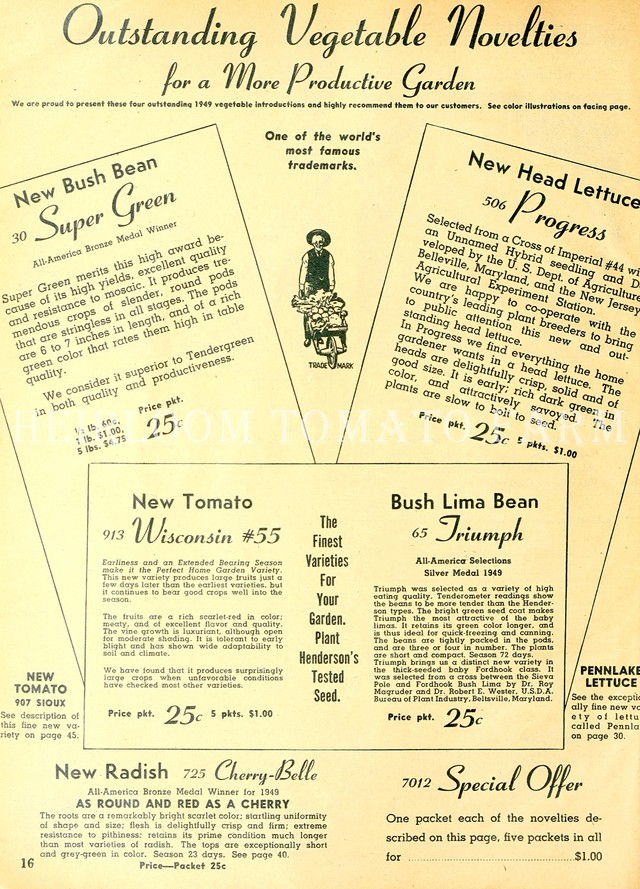 Outstanding Vegetable Novelties
for a More Productive Garden
We are proud to present these four outstanding 1949 vegetable introductions and highly recommend them to our customers. See color illustrations on facing page.
New Bush Bean
30 Super Green
All-America Bronze Medal Winner
Super Green merits this high award be-
cause of its high yields, excellent quality
and resistance to mosaic. It produces tre-
mendous crops of slender, round pods
that are stringless in all stages. The pods
are 6 to 7 inches in length, and of a rich
green color that rates them high in table
quality.
We consider it superior to Tendergreen
in both quality and productiveness.
Price pkt.
½ lb. 60c.
1 lb. $1.00,
5 lbs. $4.75
25c
One of the world's
most famous
trademarks.
TRADE MARK
New Head Lettuce
506 Progress
Selected from a Cross of Imperial #44 wi
an Unnamed Hybrid seedling and D
veloped by the U. S. Dept. of Agricultu
Belleville, Maryland, and the New Jersey
Agricultural Experiment Station.
We are happy to co-operate with the
country's leading plant breeders to bring
to public attention this new and out-
standing head lettuce.
In Progress we find everything the home
gardener wants in a head lettuce. The
heads are delightfully crisp, solid and of
good size. It is early; rich dark green in
color, and attractively savoyed. The
plants are slow to bolt to seed.
Price pkt. 25c 5 pkts. $1.00
HEIRLOOM TOMATO FARM
New Tomato
913 Wisconsin #55
Earliness and an Extended Bearing Season
make it the Perfect Home Garden Variety.
This new variety produces large fruits just a
few days later than the earliest varieties, but
it continues to bear good crops well into the
season.
The fruits are a rich scarlet-red in color;
meaty, and of excellent flavor and quality.
The vine growth is luxuriant, although open
for moderate shading. It is tolerant to early
blight and has shown wide adaptability to
soil and climate.
We have found that it produces surprisingly
large crops when unfavorable conditions
have checked most other varieties.
Price pkt. 25c 5 pkts. $1.00
The
Finest
Varieties
For
Your
Garden.
Plant
Henderson's
Tested
Seed.
Bush Lima Bean
65 Triumph
All-America Selections
Silver Medal 1949
Triumph was selected as a variety of high
eating quality. Tenderometer readings show
the beans to be more tender than the Hender-
son types. The bright green seed coat makes
Triumph the most attractive of the baby
limas. It retains its green color longer, and
is thus ideal for quick-freezing and canning.
The beans are tightly packed in the pods,
and are three or four in number. The plants
are short and compact. Season 72 days.
Triumph brings us a distinct new variety in
the thick-seeded baby Fordhook class. It
was selected from a cross between the Sieva
Pole and Fordhook Bush Lima by Dr. Roy
Magruder and Dr. Robert E. Wester, U.S.D.A.
Bureau of Plant Industry, Beltsville, Maryland.
Price pkt. 25c
NEW
TOMATO
907 SIOUX
See description of
this fine new va-
riety on page 45.
PENNLAKE
LETTUCE
See the excepti
ally fine new va
ety of lettu
called Pennla
on page 30.
New Radish 725 Cherry-Belle
All-America Bronze Medal Winner for 1949
AS ROUND AND RED AS A CHERRY
The roots are a remarkably bright scarlet color; startling uniformity
of shape and size; flesh is delightfully crisp and firm; extreme
resistance to pithiness; retains its prime condition much longer
than most varieties of radish. The tops are exceptionally short
and grey-green in color. Season 23 days. See page 40.
Price—Packet 25c
7012 Special Offer
One packet each of the novelties de-
scribed on this page, five packets in all
for ........................................ $1.00
16